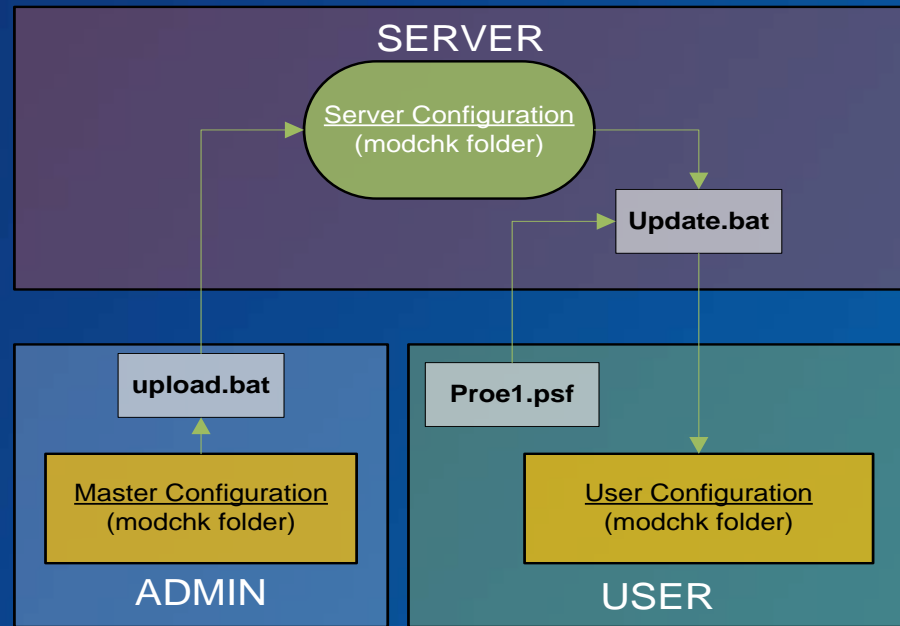 SERVER
Server Configuration
(modchk folder)
Update.bat
upload.bat
Proe1.psf
Master Configuration
(modchk folder)
User Configuration
(modchk folder)
ADMIN
USER